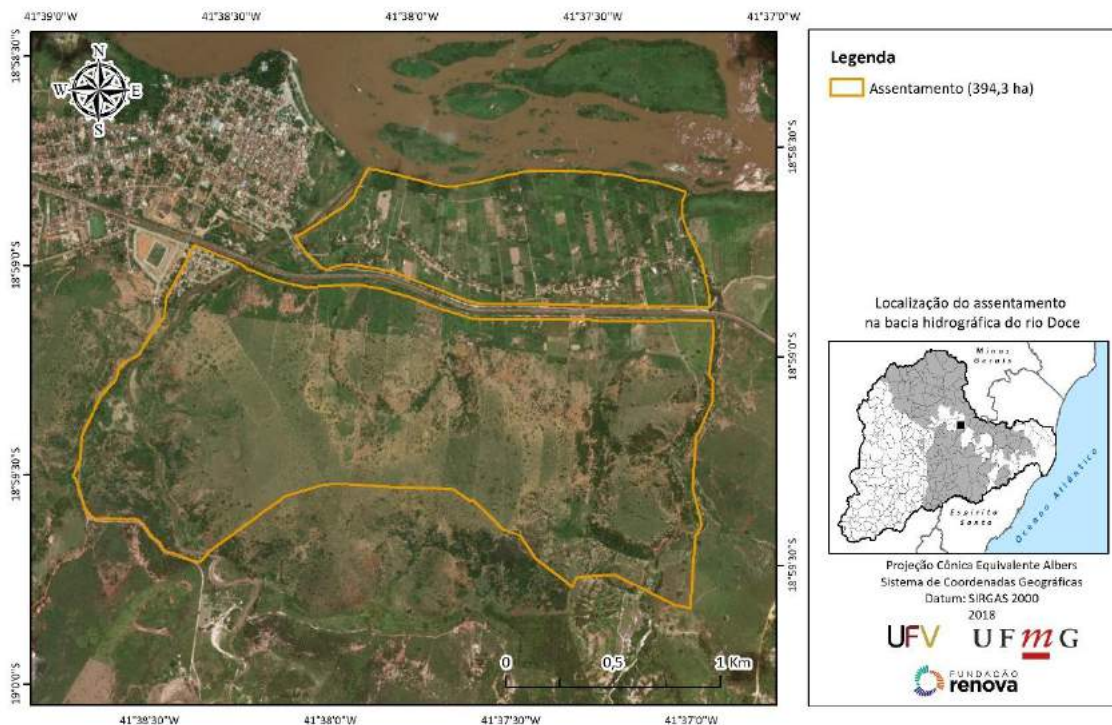 41°39'0"W
41°38'30"W
41°38'0"W
41°37'30"W
41°37'0"W
18°58'30"S
18°58'30"S
18°59'0"S
18°59'0"S
18°59'30"S
18°59'30"S
19°0'0"S
41°38'30"W
41°38'0"W
41°37'30"W
41°37'0"W
N
W
E
S
0
0,5
1 Km
Legenda
Assentamento (394,3 ha)
Localização do assentamento
na bacia hidrográfica do rio Doce
Minas
Gerais
Espírito
Santo
Oceano Atlântico
Projeção Cônica Equivalente Albers
Sistema de Coordenadas Geográficas
Datum: SIRGAS 2000
2018
UFV
UFmG
FUNDAÇÃO
renova